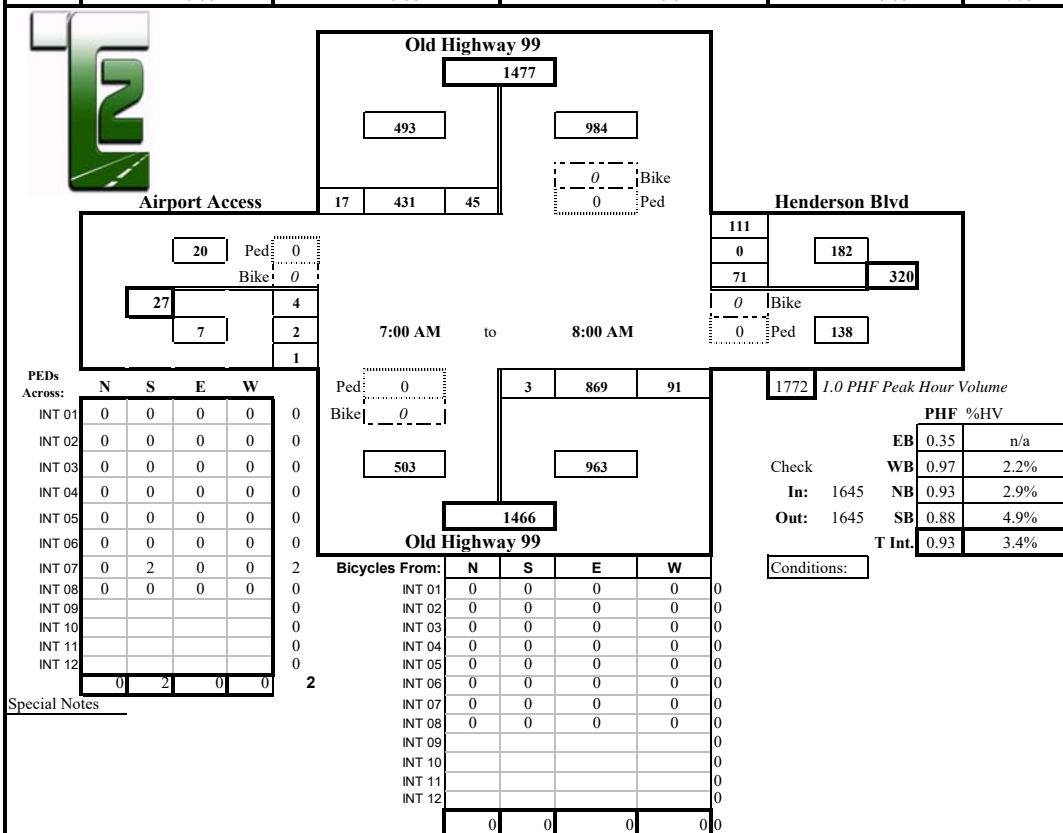 T2
Old Highway 99
1477
493 984
0 Bike
Airport Access 17 431 45 0 Ped Henderson Blvd
111
20 Ped 0 0 182
Bike 0 71 320
27 4 0 Bike
7 2 7:00 AM to 8:00 AM 0 Ped 138
1
PEDs
Across: N S E W Ped 0 3 869 91 1772 1.0 PHF Peak Hour Volume
INT 01 0 0 0 0 0 Bike 0 PHF %HV
INT 02 0 0 0 0 0 EB 0.35 n/a
INT 03 0 0 0 0 0 503 963 Check WB 0.97 2.2%
INT 04 0 0 0 0 0 In: 1645 NB 0.93 2.9%
INT 05 0 0 0 0 0 1466 Out: 1645 SB 0.88 4.9%
INT 06 0 0 0 0 0 Old Highway 99 T Int. 0.93 3.4%
INT 07 0 2 0 0 2 Bicycles From: N S E W Conditions:
INT 08 0 0 0 0 0 INT 01 0 0 0 0 0
INT 09 0 INT 02 0 0 0 0 0
INT 10 0 INT 03 0 0 0 0 0
INT 11 0 INT 04 0 0 0 0 0
INT 12 0 INT 05 0 0 0 0 0
0 2 0 0 2 INT 06 0 0 0 0 0
Special Notes INT 07 0 0 0 0 0
INT 08 0 0 0 0 0
INT 09 0
INT 10 0
INT 11 0
INT 12 0
0 0 0 0 0